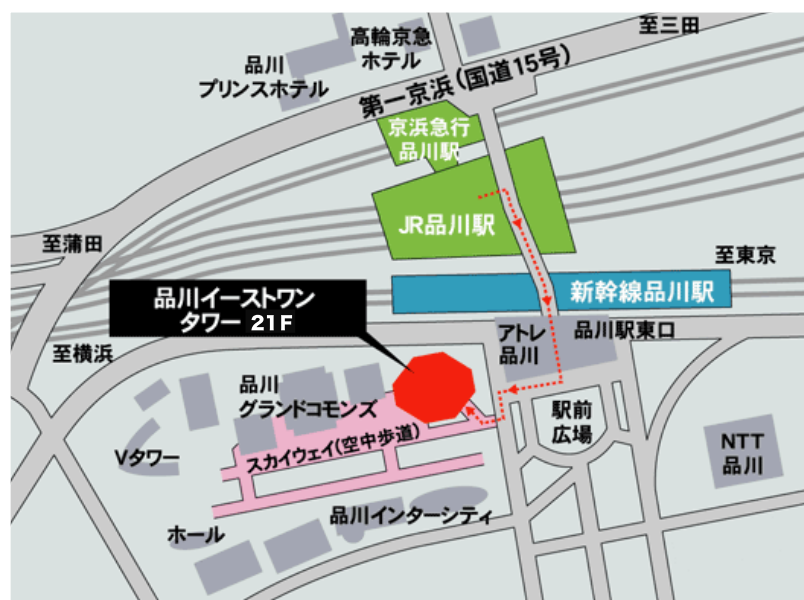 至三田
高輪京急
ホテル
品川
プリンスホテル
第一京浜(国道15号)
京浜急行
品川駅
JR品川駅
至蒲田
至東京
新幹線品川駅
品川イーストワン
タワー 21F
アトレ
品川
品川駅東口
至横浜
品川
グランドコモンズ
駅前
広場
スカイウェイ(空中歩道)
Vタワー
NTT
品川
品川インターシティ
ホール